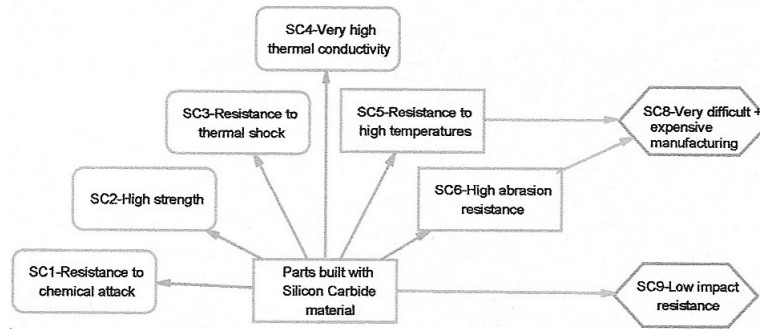 SC4-Very high
thermal conductivity
SC3-Resistance to
thermal shock
SC5-Resistance to
high temperatures
SC8-Very difficult +
expensive
manufacturing
SC2-High strength
SC6-High abrasion
resistance
SC1-Resistance to
chemical attack
Parts built with
Silicon Carbide
material
SC9-Low impact
resistance